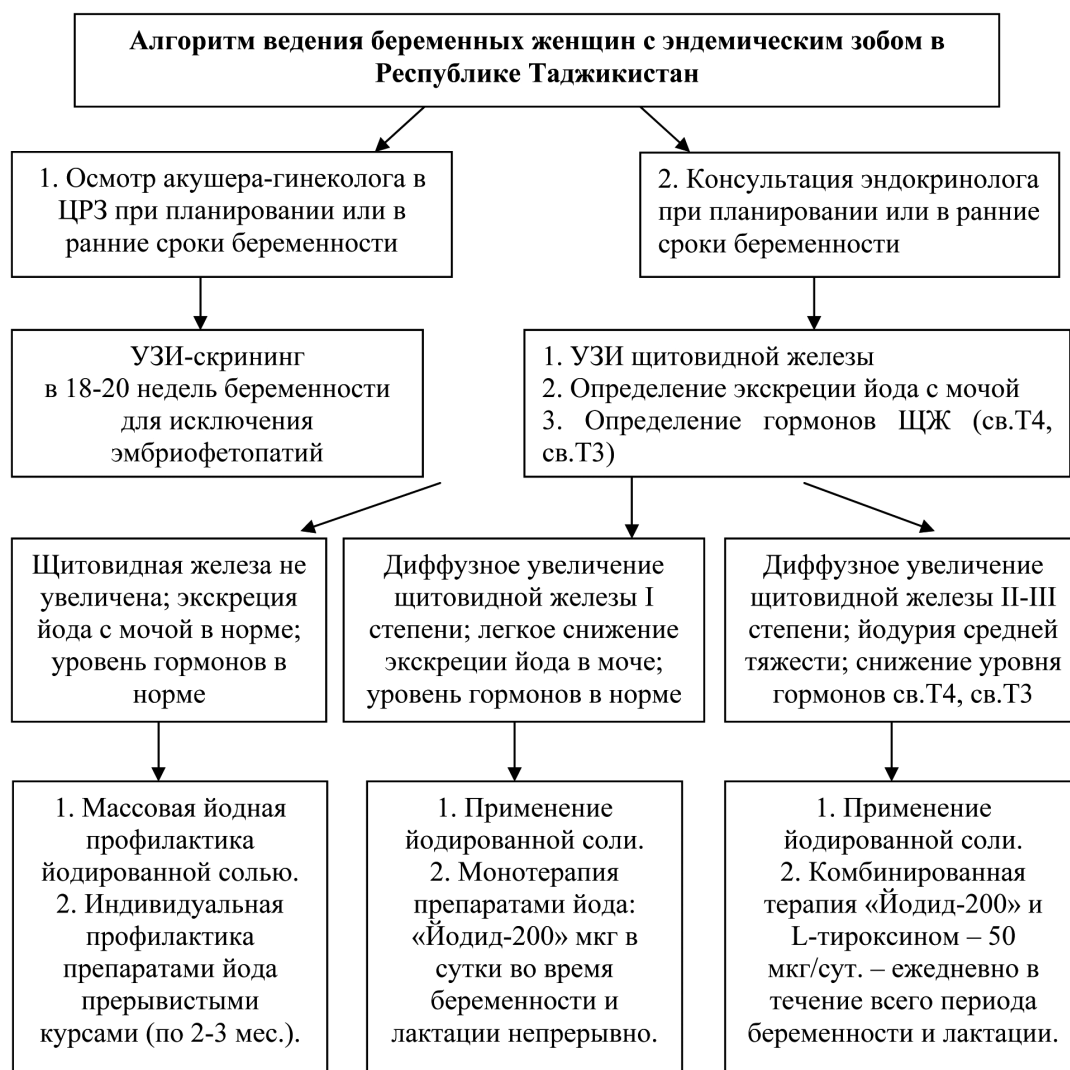 Алгоритм ведения беременных женщин с эндемическим зобом в
Республике Таджикистан
1. Осмотр акушера-гинеколога в
ЦРЗ при планировании или в
ранние сроки беременности
2. Консультация эндокринолога
при планировании или в ранние
сроки беременности
УЗИ-скрининг
в 18-20 недель беременности
для исключения
эмбриофетопатий
1. УЗИ щитовидной железы
2. Определение экскреции йода с мочой
3. Определение гормонов ЩЖ (св.Т4,
св.Т3)
Щитовидная железа не
увеличена; экскреция
йода с мочой в норме;
уровень гормонов в
норме
Диффузное увеличение
щитовидной железы I
степени; легкое снижение
экскреции йода в моче;
уровень гормонов в норме
Диффузное увеличение
щитовидной железы II-III
степени; йодурия средней
тяжести; снижение уровня
гормонов св.Т4, св.Т3
1. Массовая йодная
профилактика
йодированной солью.
2. Индивидуальная
профилактика
препаратами йода
прерывистыми
курсами (по 2-3 мес.).
1. Применение
йодированной соли.
2. Монотерапия
препаратами йода:
«Йодид-200» мкг в
сутки во время
беременности и
лактации непрерывно.
1. Применение
йодированной соли.
2. Комбинированная
терапия «Йодид-200» и
L-тироксином – 50
мкг/сут. – ежедневно в
течение всего периода
беременности и лактации.